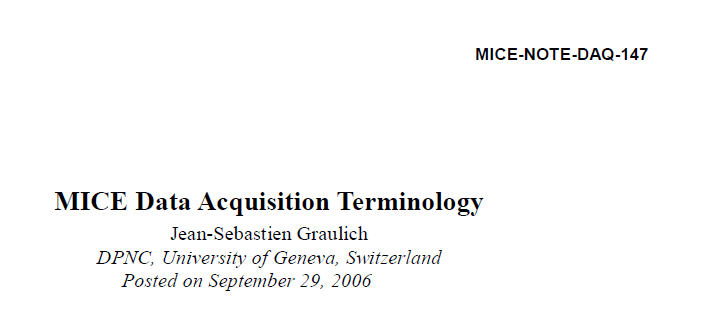 MICE-NOTE-DAQ-147
MICE Data Acquisition Terminology
Jean-Sebastien Graulich
DPNC, University of Geneva, Switzerland
Posted on September 29, 2006